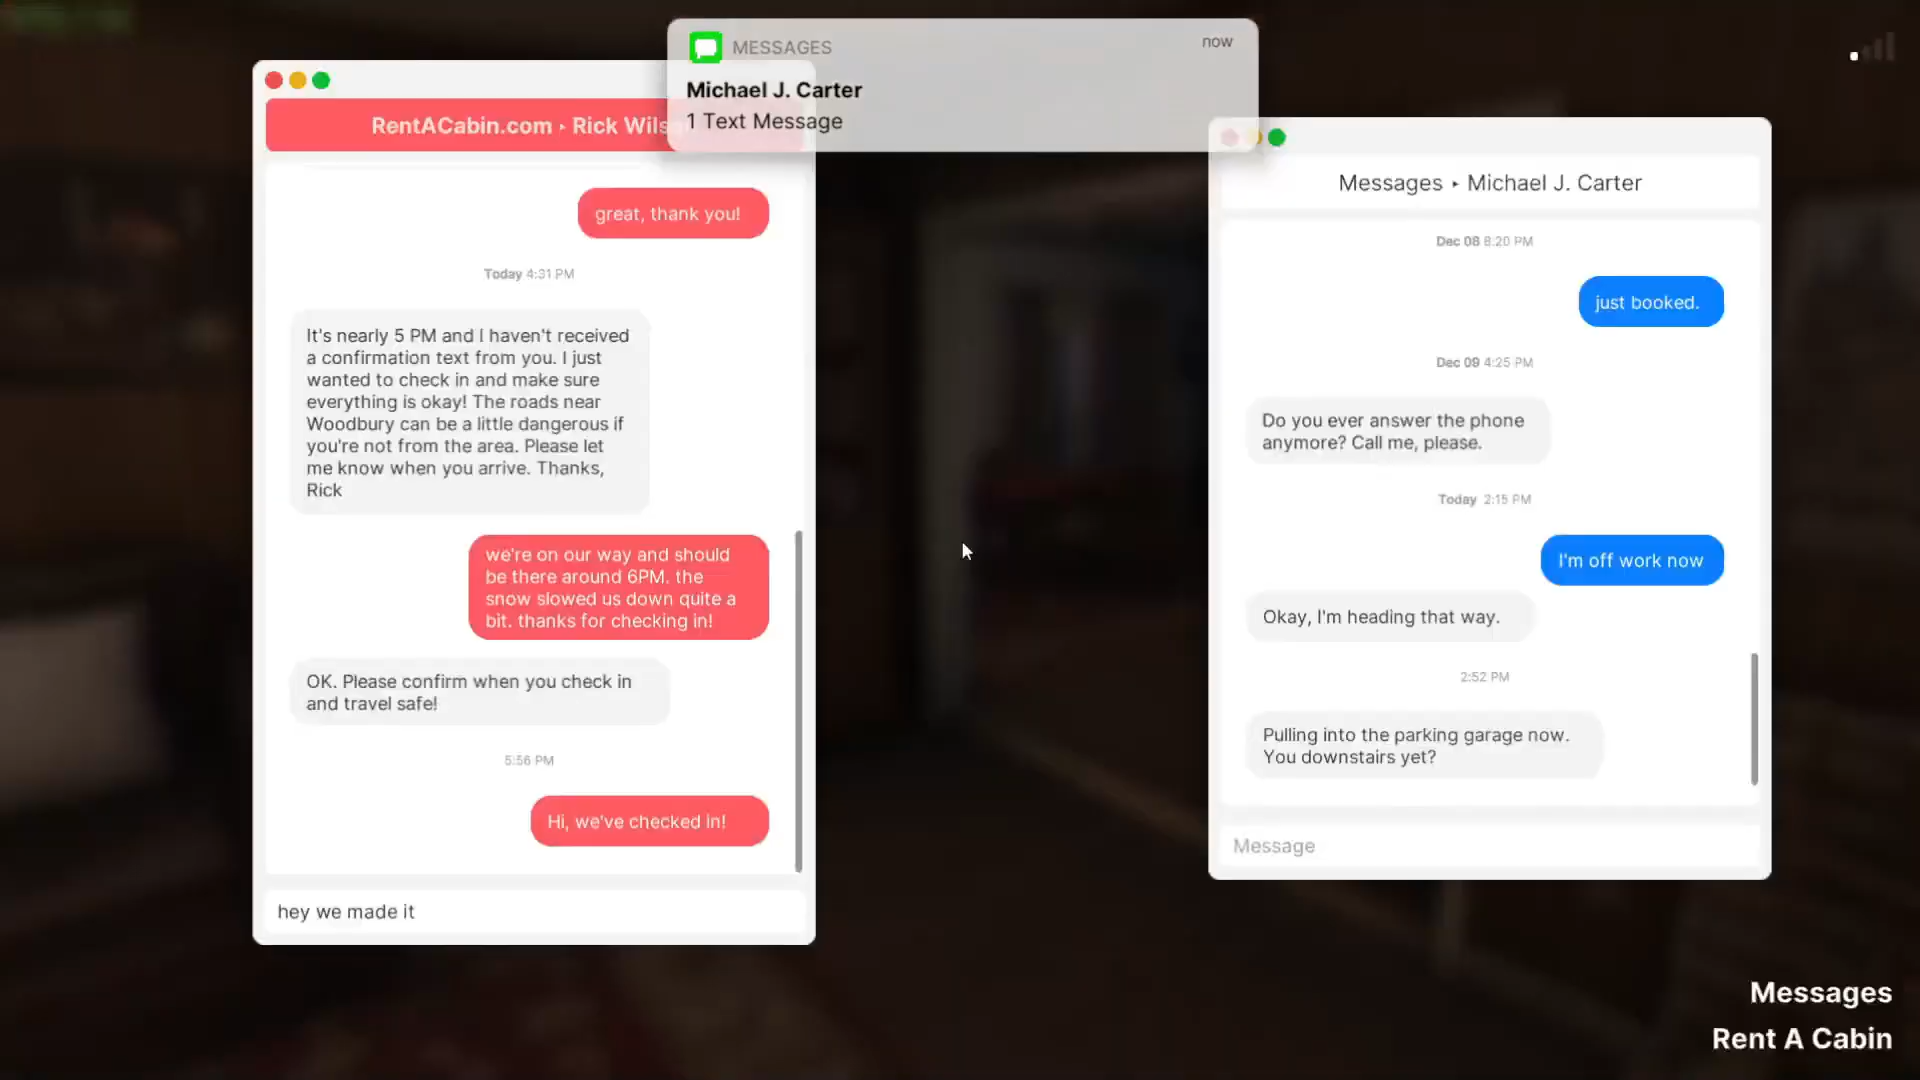 MESSAGES
now
Michael J. Carter
1 Text Message
RentACabin.com ‣ Rick
great, thank you!
Today 4:31 PM
It's nearly 5 PM and I haven't received
a confirmation text from you. I just
wanted to check in and make sure
everything is okay! The roads near
Woodbury can be a little dangerous if
you're not from the area. Please let
me know when you arrive. Thanks,
Rick
we're on our way and should
be there around 6PM. the
snow slowed us down quite a
bit. thanks for checking in!
OK. Please confirm when you check in
and travel safe!
5:56 PM
Hi, we've checked in!
hey we made it
Messages ‣ Michael J. Carter
Dec 08 8:20 PM
just booked.
Dec 09 4:25 PM
Do you ever answer the phone
anymore? Call me, please.
Today 2:15 PM
I'm off work now
Okay, I'm heading that way.
2:52 PM
Pulling into the parking garage now.
You downstairs yet?
Message
Messages
Rent A Cabin